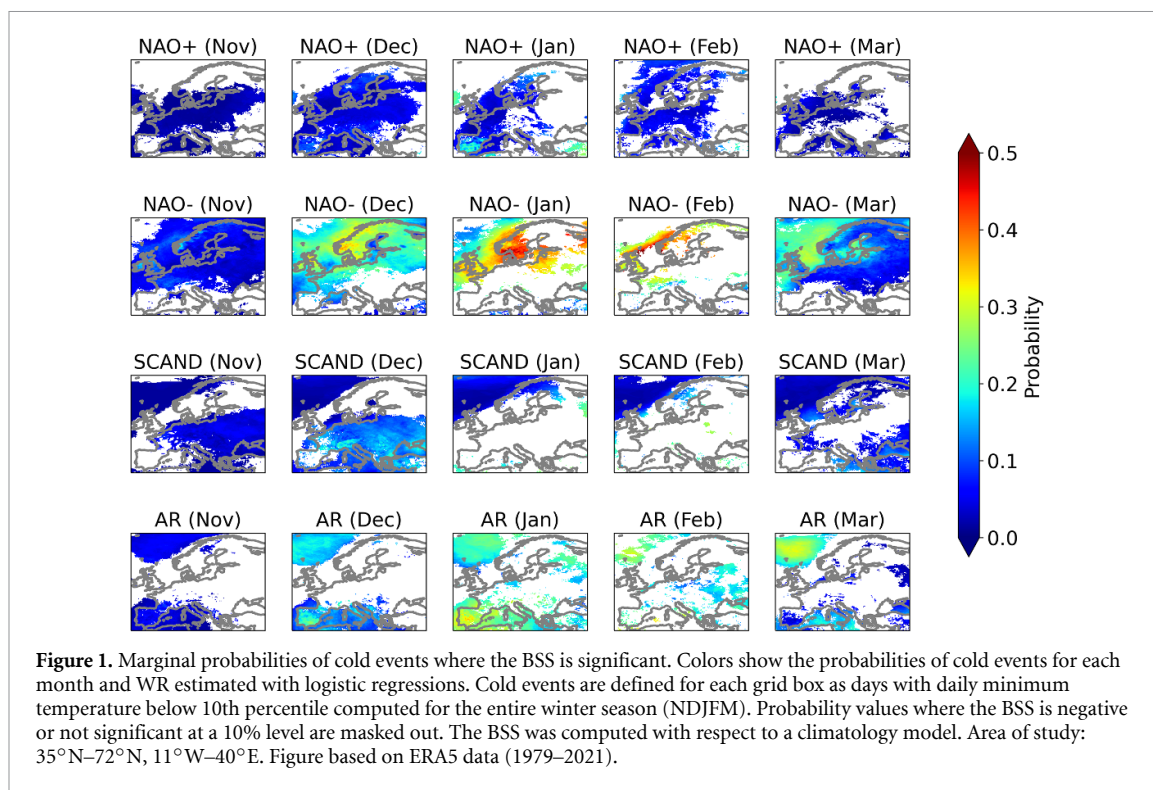 NAO+ (Nov) NAO+ (Dec) NAO+ (Jan) NAO+ (Feb) NAO+ (Mar)
NAO- (Nov) NAO- (Dec) NAO- (Jan) NAO- (Feb) NAO- (Mar)
SCAND (Nov) SCAND (Dec) SCAND (Jan) SCAND (Feb) SCAND (Mar)
AR (Nov) AR (Dec) AR (Jan) AR (Feb) AR (Mar)
0.5
0.4
0.3
0.2
0.1
0.0
Probability
Figure 1. Marginal probabilities of cold events where the BSS is significant. Colors show the probabilities of cold events for each
month and WR estimated with logistic regressions. Cold events are defined for each grid box as days with daily minimum
temperature below 10th percentile computed for the entire winter season (NDJFM). Probability values where the BSS is negative
or not significant at a 10% level are masked out. The BSS was computed with respect to a climatology model. Area of study:
35°N–72°N, 11°W–40°E. Figure based on ERA5 data (1979–2021).